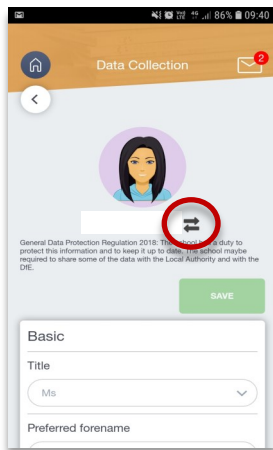 86% 09:40
Data Collection
2
General Data Protection Regulation 2018: The school has a duty to
protect this information and to keep it up to date. The school maybe
required to share some of the data with the Local Authority and with the
DfE.
SAVE
Basic
Title
Ms
Preferred forename